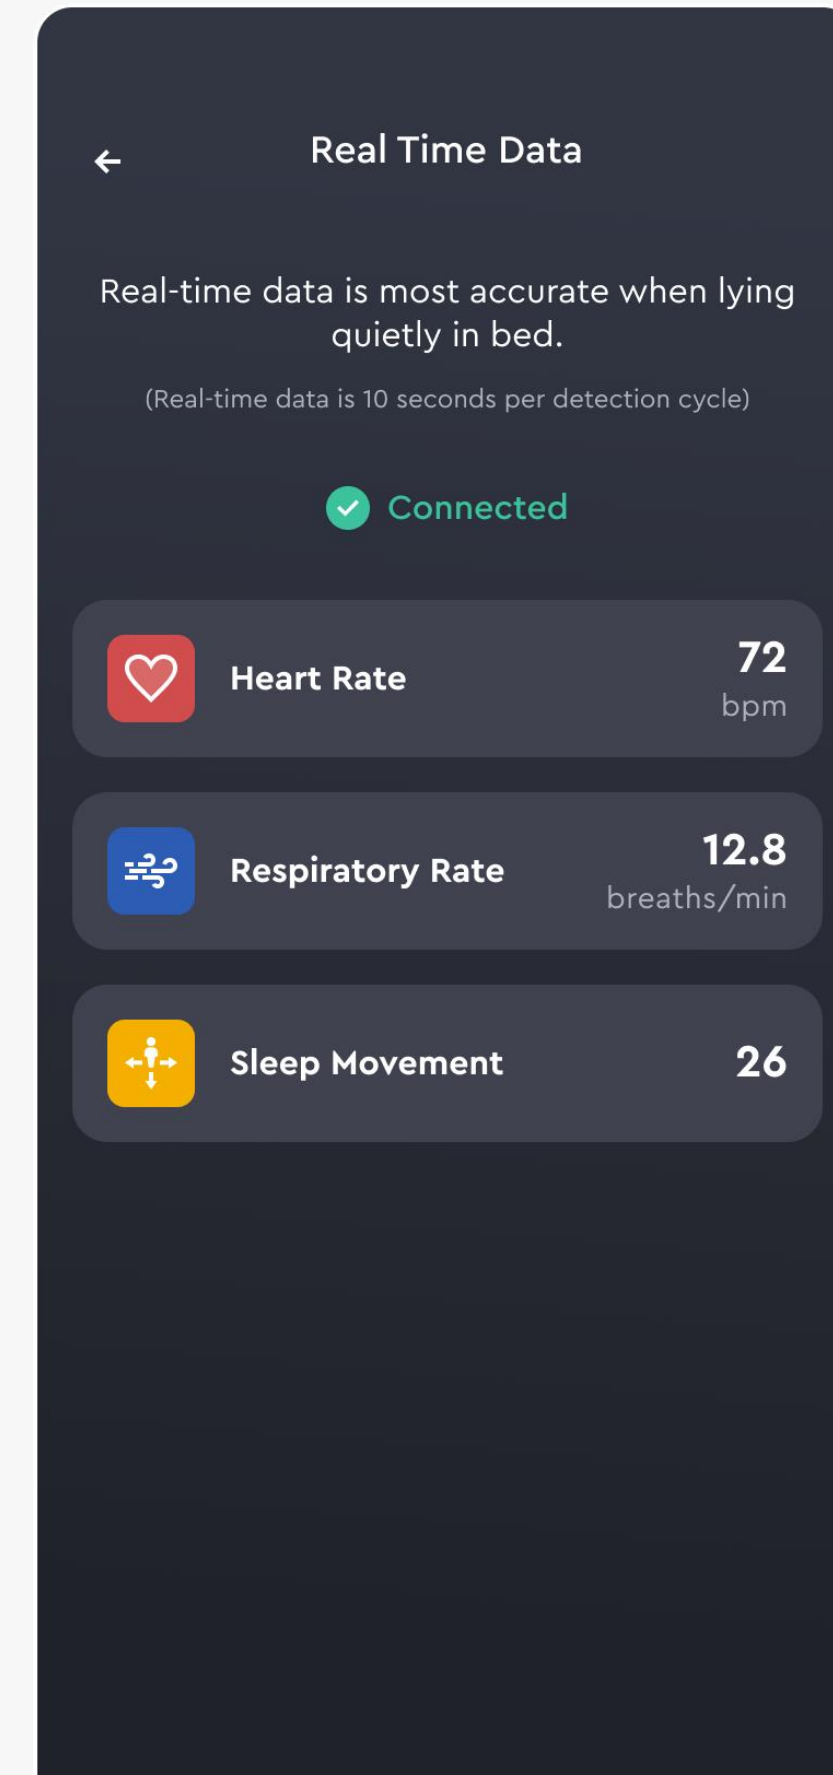 Real Time Data
Real-time data is most accurate when lying
quietly in bed.
(Real-time data is 10 seconds per detection cycle)
Connected
Heart Rate
72
bpm
Respiratory Rate
12.8
breaths/min
Sleep Movement
26